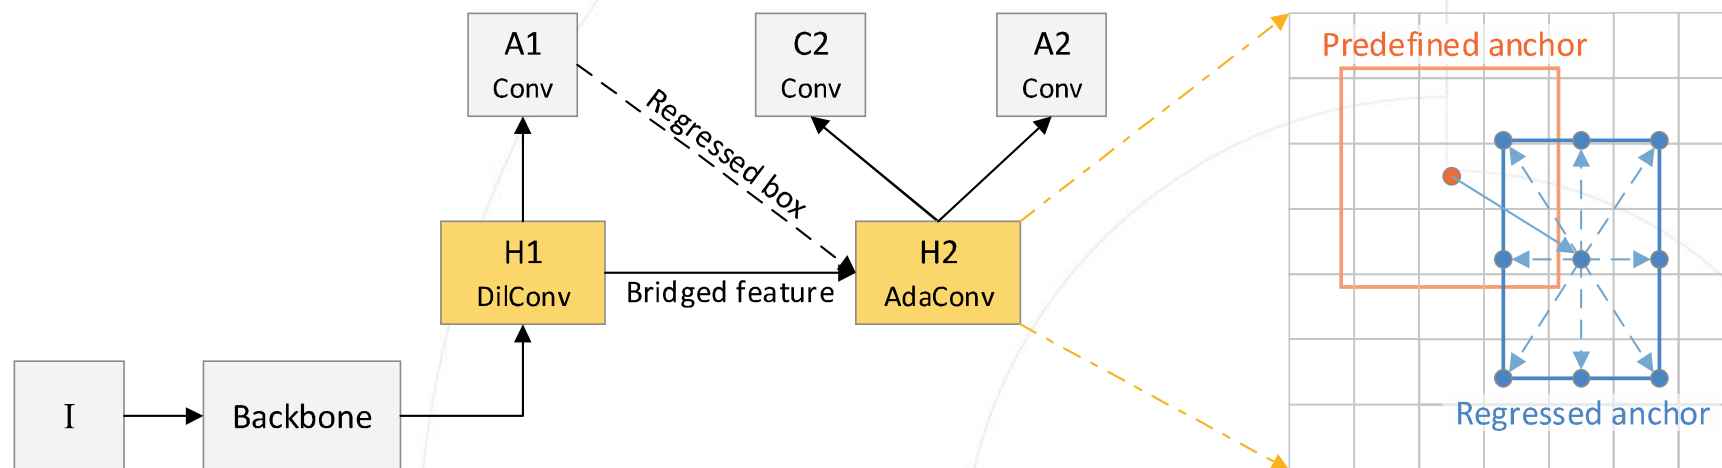 A1
Conv
C2
Conv
A2
Conv
Predefined anchor
Regressed box
H1
DilConv
Bridged feature
H2
AdaConv
I
Backbone
Regressed anchor